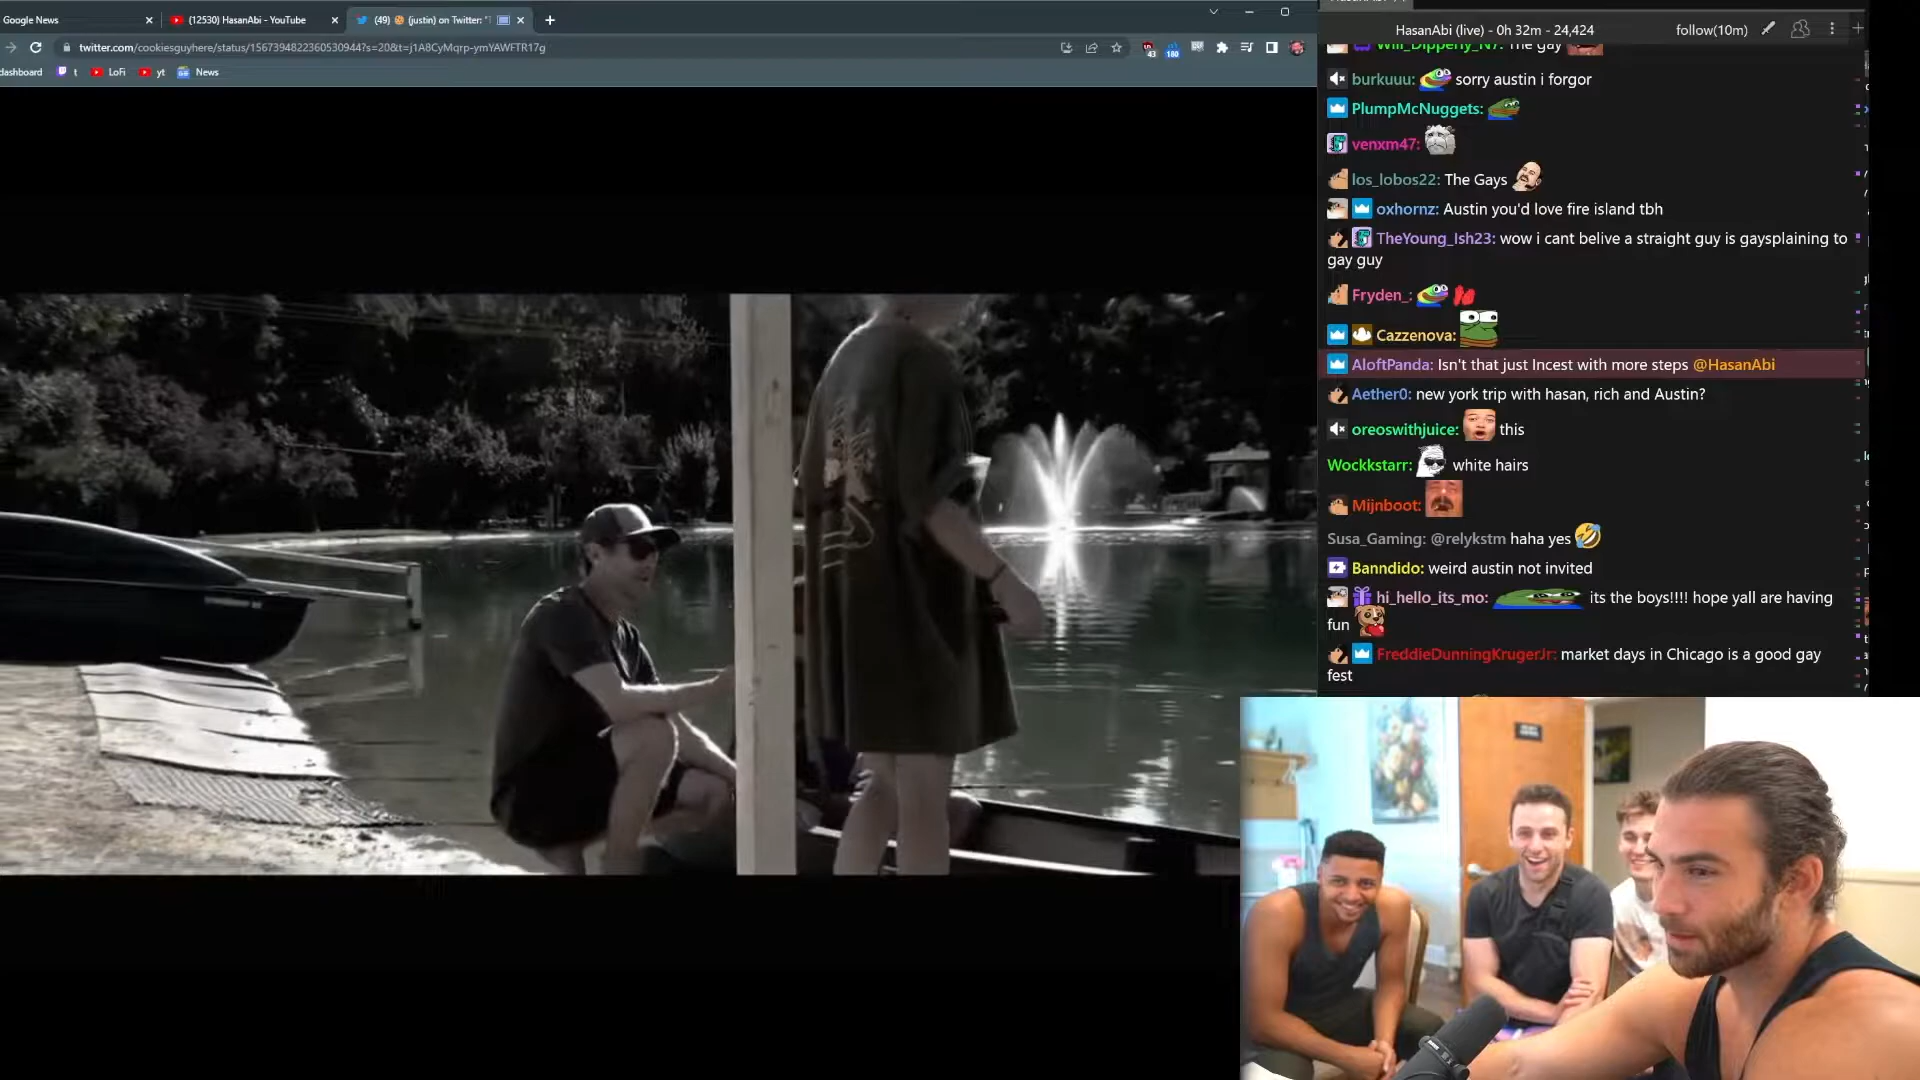 Google News
(12530) HasanAbi - YouTube
(49) 🍪 (justin) on Twitter: "
twitter.com/cookiesguyhere/status/1567394822360530944?s=20&t=j1A8CyMqrp-ymYAWFTR17g
43
180
dashboard
t
LoFi
yt
News
HasanAbi (live) - 0h 32m - 24,424
follow(10m)
Will_Dipperly_N7: The gay
burkuuu: sorry austin i forgor
PlumpMcNuggets:
venxm47:
los_lobos22: The Gays
oxhornz: Austin you'd love fire island tbh
TheYoung_Ish23: wow i cant belive a straight guy is gaysplaining to
gay guy
Fryden_:
Cazzenova:
AloftPanda: Isn't that just Incest with more steps @HasanAbi
Aether0: new york trip with hasan, rich and Austin?
oreoswithjuice: this
Wockkstarr: white hairs
Mijnboot:
Susa_Gaming: @relykstm haha yes
Banndido: weird austin not invited
hi_hello_its_mo: its the boys!!!! hope yall are having
fun
FreddieDunningKrugerJr: market days in Chicago is a good gay
fest